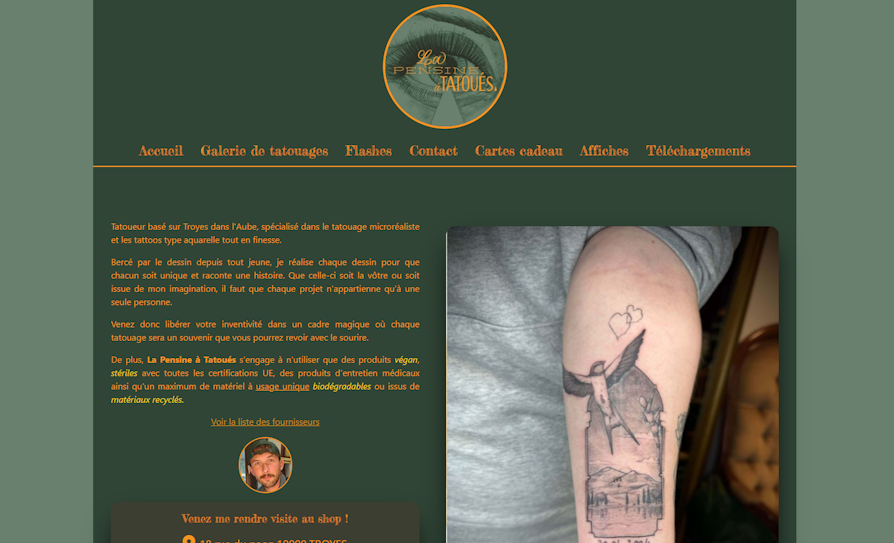 La
PENSINE
à TATOUÉS
Accueil Galerie de tatouages Flashes Contact Cartes cadeau Affiches Téléchargements
Tatoueur basé sur Troyes dans l'Aube, spécialisé dans le tatouage microréaliste
et les tattoos type aquarelle tout en finesse.
Bercé par le dessin depuis tout jeune, je réalise chaque dessin pour que
chacun soit unique et raconte une histoire. Que celle-ci soit la vôtre ou soit
issue de mon imagination, il faut que chaque projet n'appartienne qu'à une
seule personne.
Venez donc libérer votre inventivité dans un cadre magique où chaque
tatouage sera un souvenir que vous pourrez revoir avec le sourire.
De plus, La Pensine à Tatoués s'engage à n'utiliser que des produits végan,
stériles avec toutes les certifications UE, des produits d'entretien médicaux
ainsi qu'un maximum de matériel à usage unique biodégradables ou issus de
matériaux recyclés.
Voir la liste des fournisseurs
Venez me rendre visite au shop !
10000 TROYES